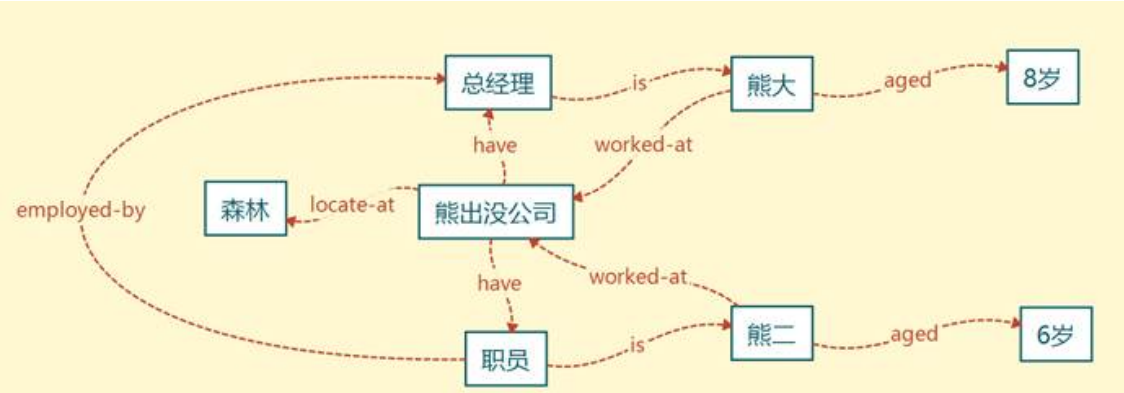 总经理
is
熊大
aged
8岁
have
worked-at
employed-by
森林
locate-at
熊出没公司
have
worked-at
职员
is
熊二
aged
6岁